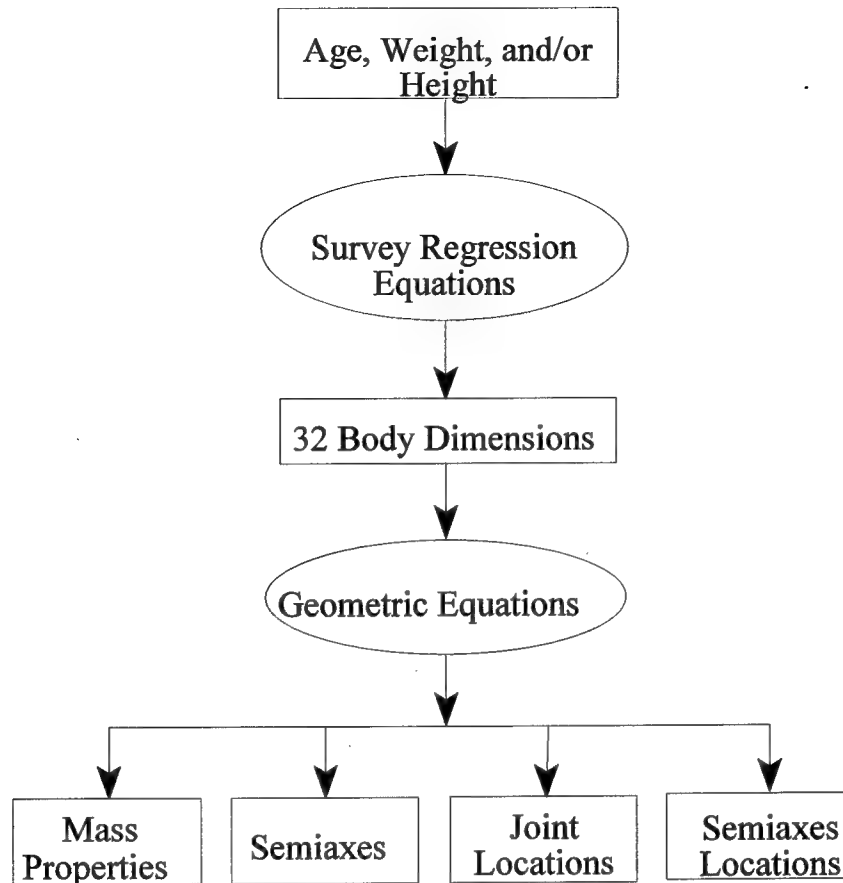 Age, Weight, and/or
Height
Survey Regression
Equations
32 Body Dimensions
Geometric Equations
Mass
Properties
Semiaxes
Joint
Locations
Semiaxes
Locations